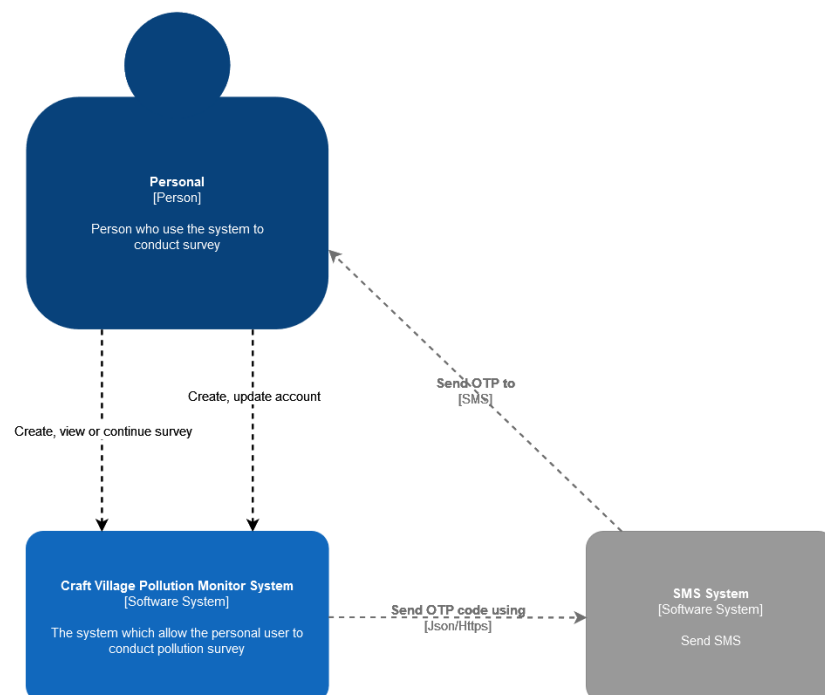 Personal
[Person]
Person who use the system to
conduct survey
Send OTP to
[SMS]
Create, update account
Create, view or continue survey
Craft Village Pollution Monitor System
[Software System]
The system which allow the personal user to
conduct pollution survey
Send OTP code using
[Json/Https]
SMS System
[Software System]
Send SMS